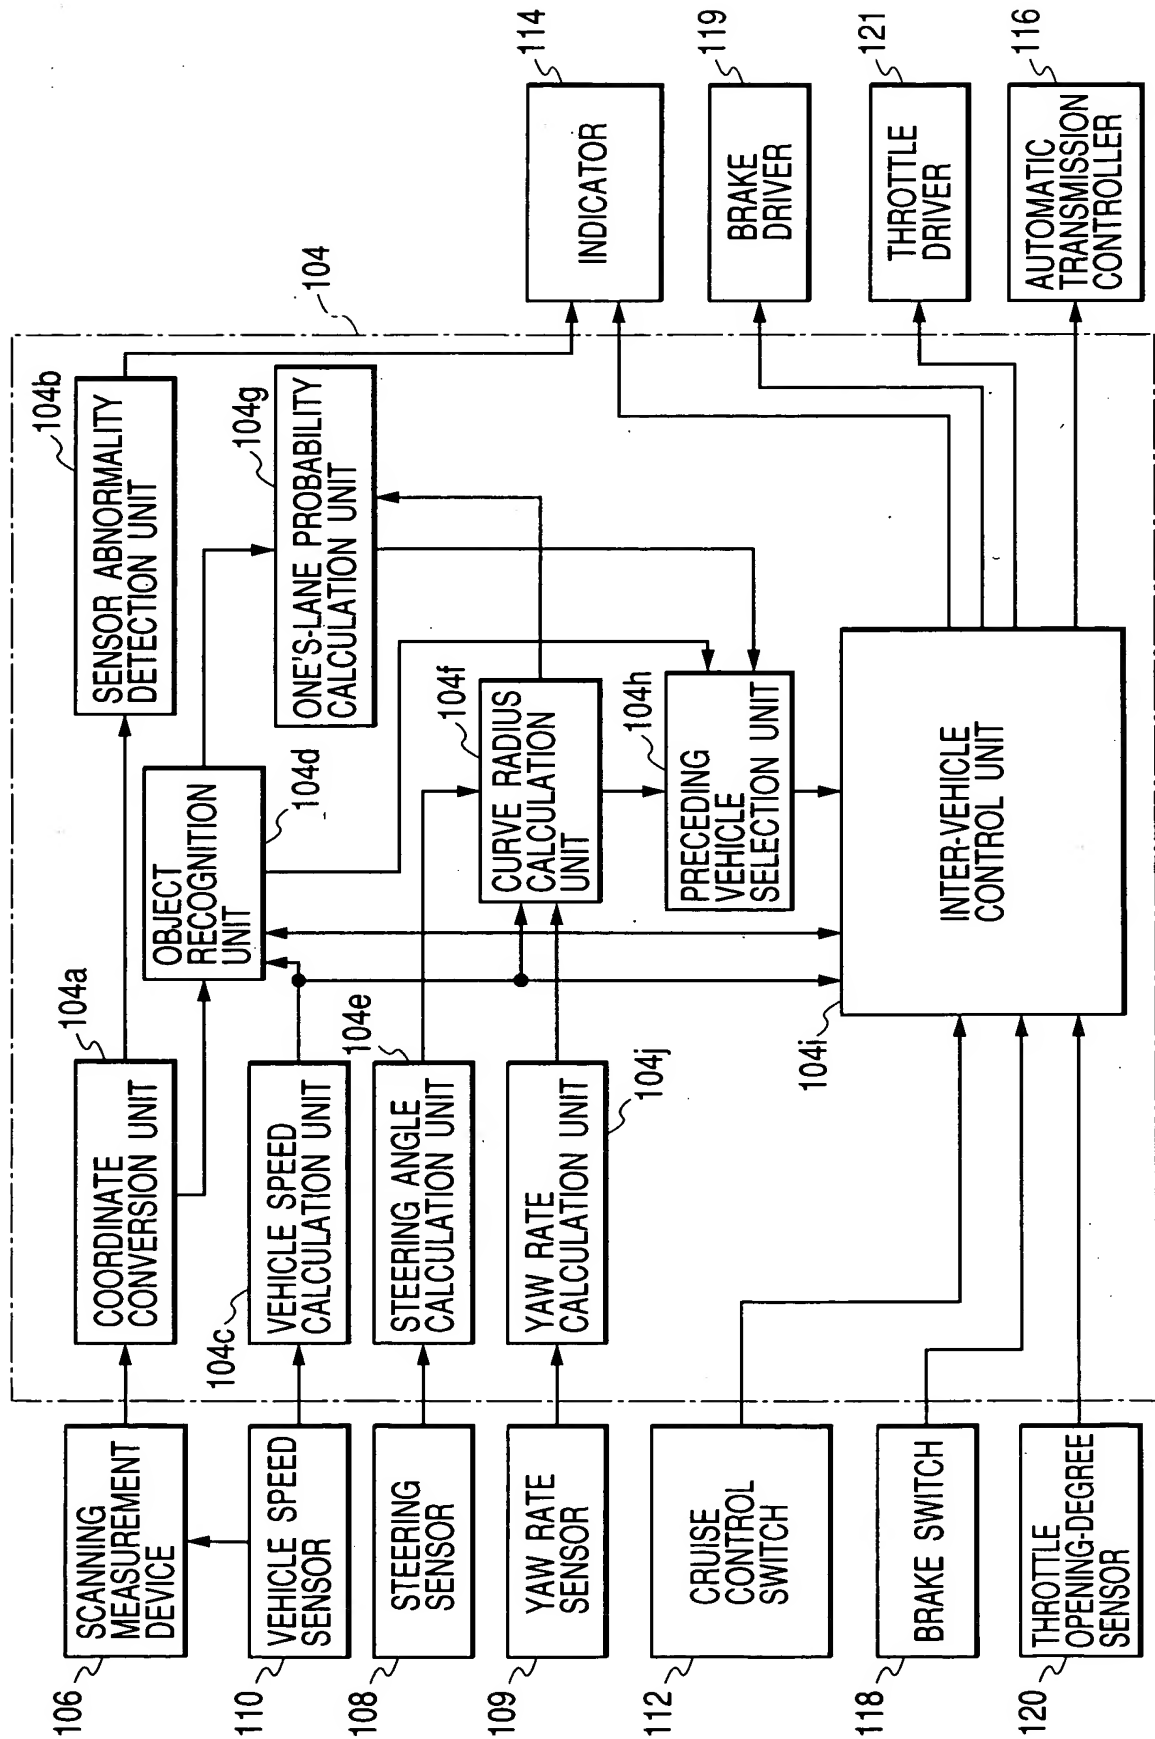 106
SCANNING
MEASUREMENT
DEVICE
110
VEHICLE SPEED
SENSOR
108
STEERING
SENSOR
109
YAW RATE
SENSOR
112
CRUISE
CONTROL
SWITCH
118
BRAKE SWITCH
120
THROTTLE
OPENING-DEGREE
SENSOR
104
104a
COORDINATE
CONVERSION UNIT
104c
VEHICLE SPEED
CALCULATION UNIT
104e
STEERING ANGLE
CALCULATION UNIT
104j
YAW RATE
CALCULATION UNIT
104b
SENSOR ABNORMALITY
DETECTION UNIT
104d
OBJECT
RECOGNITION
UNIT
104g
ONE'S-LANE PROBABILITY
CALCULATION UNIT
104f
CURVE RADIUS
CALCULATION
UNIT
104h
PRECEDING
VEHICLE
SELECTION UNIT
104i
INTER-VEHICLE
CONTROL UNIT
114
INDICATOR
119
BRAKE
DRIVER
121
THROTTLE
DRIVER
116
AUTOMATIC
TRANSMISSION
CONTROLLER